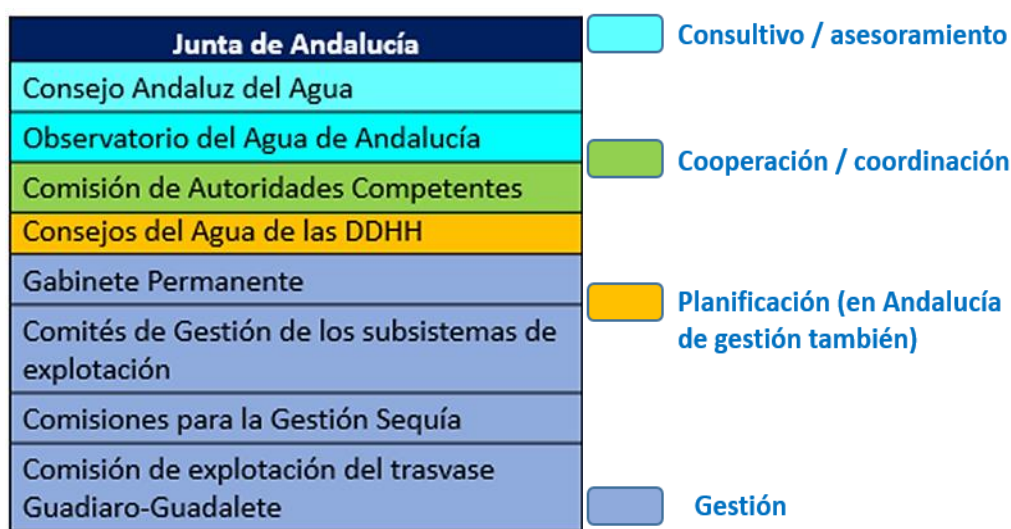 Junta de Andalucía
Consejo Andaluz del Agua
Observatorio del Agua de Andalucía
Comisión de Autoridades Competentes
Consejos del Agua de las DDHH
Gabinete Permanente
Comités de Gestión de los subsistemas de
explotación
Comisiones para la Gestión Sequía
Comisión de explotación del trasvase
Guadiaro-Guadalete
Consultivo / asesoramiento
Cooperación / coordinación
Planificación (en Andalucía
de gestión también)
Gestión